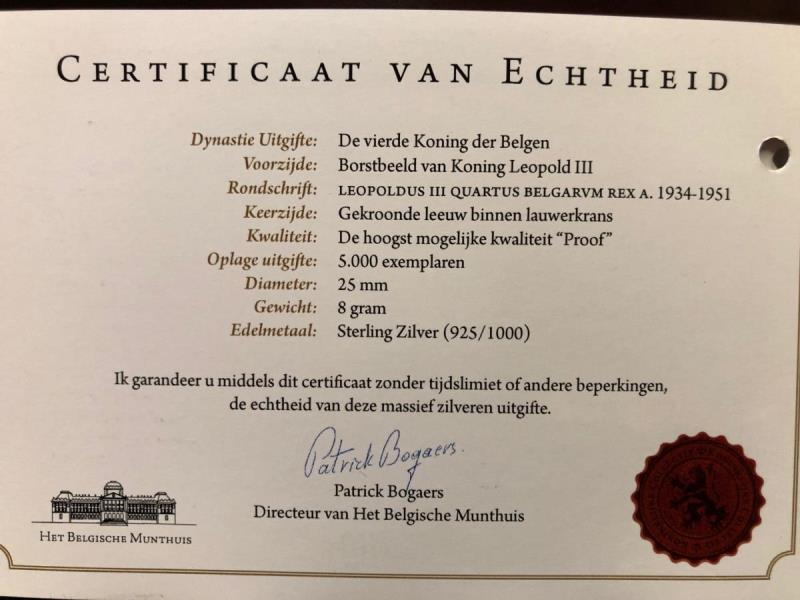 CERTIFICAAT VAN ECHTHEID
Dynastie Uitgifte: De vierde Koning der Belgen
Voorzijde: Borstbeeld van Koning Leopold III
Rondschrift: LEOPOLDUS III QUARTUS BELGARVM REX A. 1934-1951
Keerzijde: Gekroonde leeuw binnen lauwerkrans
Kwaliteit: De hoogst mogelijke kwaliteit “Proof”
Oplage uitgifte: 5.000 exemplaren
Diameter: 25 mm
Gewicht: 8 gram
Edelmetaal: Sterling Zilver (925/1000)
Ik garandeer u middels dit certificaat zonder tijdslimiet of andere beperkingen,
de echtheid van deze massief zilveren uitgifte.
Patrick Bogaers.
Patrick Bogaers
Directeur van Het Belgische Munthuis
HET BELGISCHE MUNTHUIS